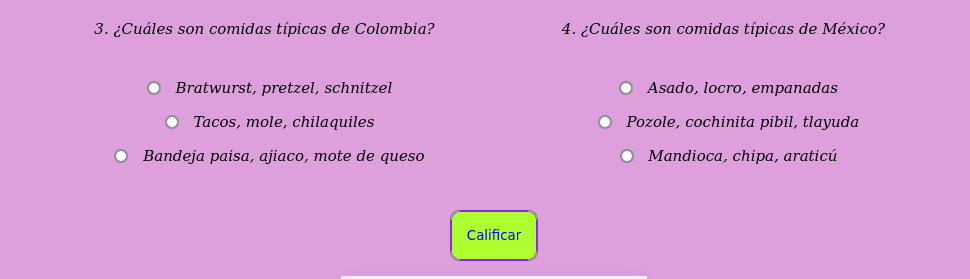 3. ¿Cuáles son comidas típicas de Colombia?
Bratwurst, pretzel, schnitzel
Tacos, mole, chilaquiles
Bandeja paisa, ajiaco, mote de queso
4. ¿Cuáles son comidas típicas de México?
Asado, locro, empanadas
Pozole, cochinita pibil, tlayuda
Mandioca, chipa, araticú
Calificar